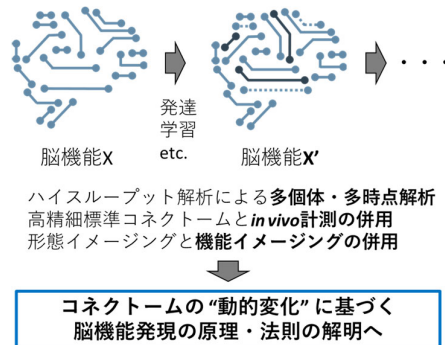 発達
学習
etc.
脳機能X
脳機能X’
・・・
ハイスループット解析による多個体・多時点解析
高精細標準コネクトームとin vivo計測の併用
形態イメージングと機能イメージングの併用
コネクトームの “動的変化” に基づく
脳機能発現の原理・法則の解明へ